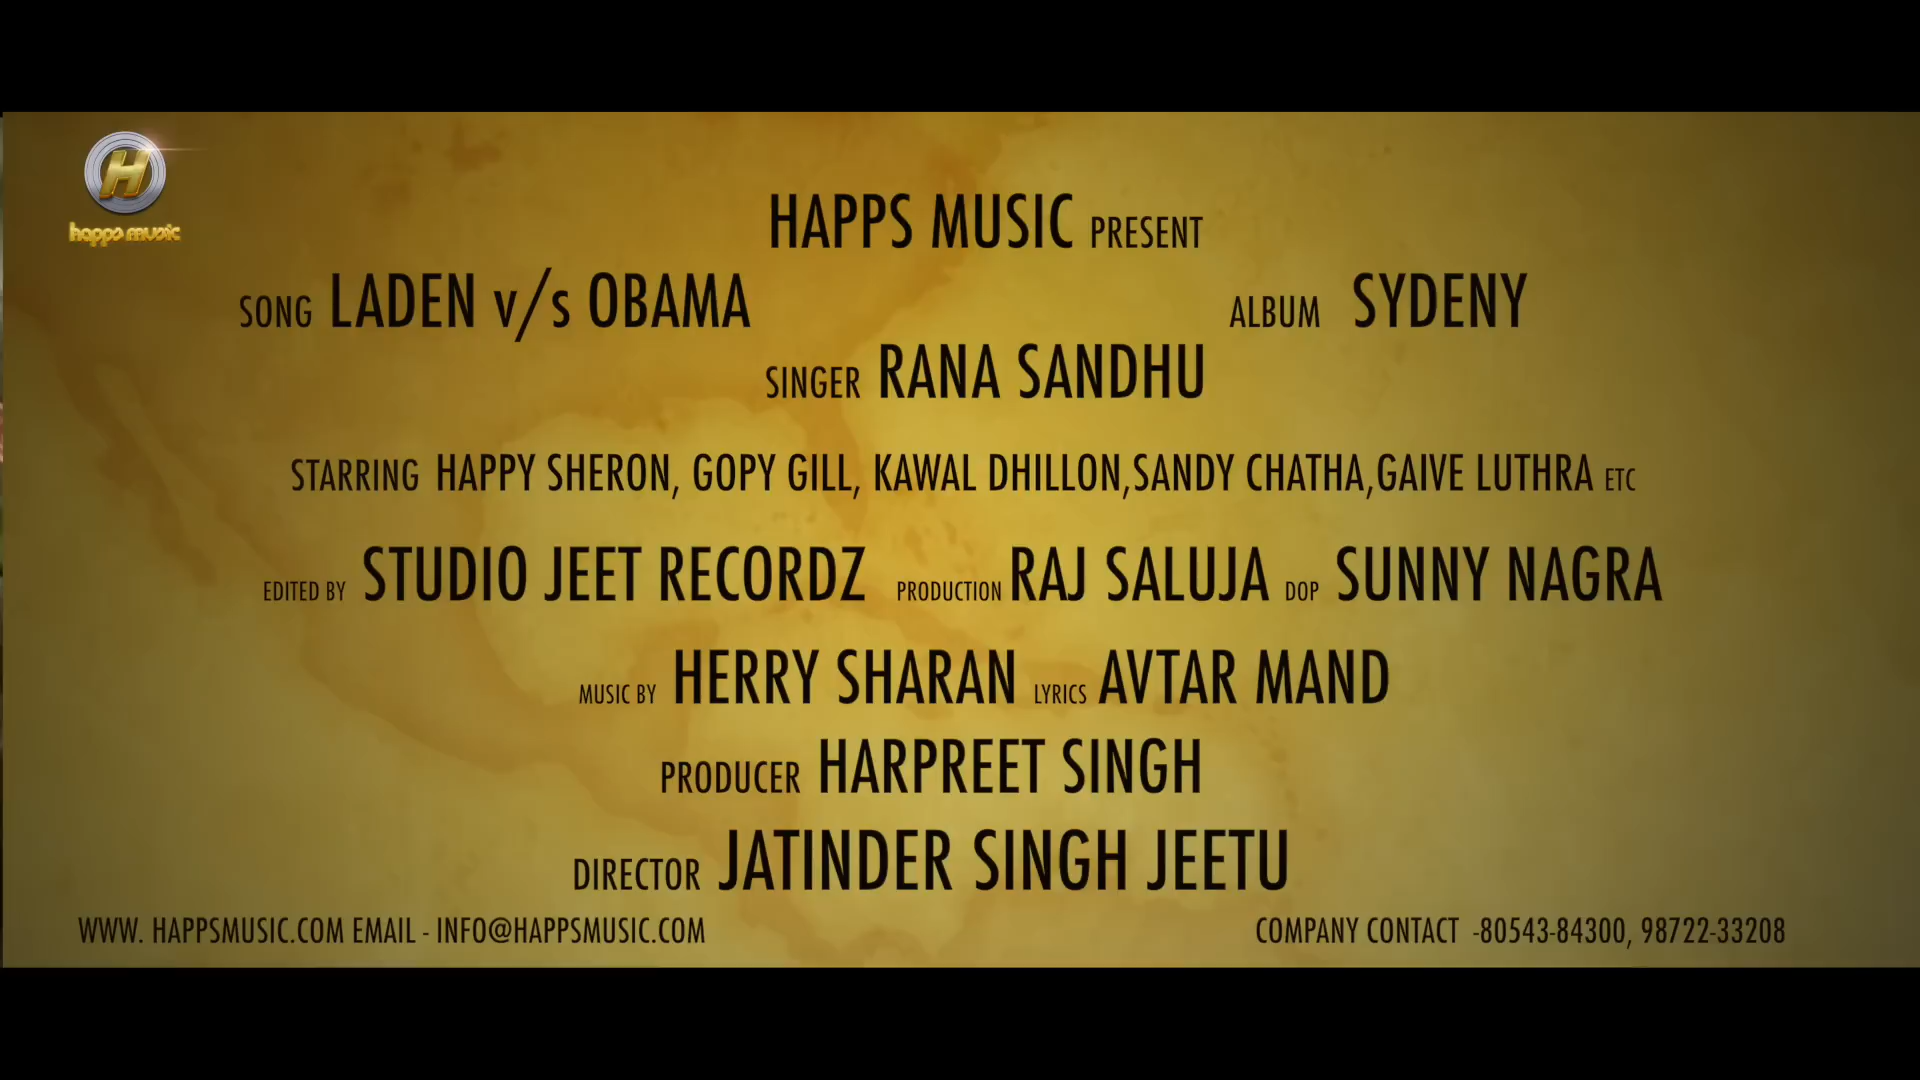 happs music
HAPPS MUSIC PRESENT
SONG LADEN v/s OBAMA ALBUM SYDENY
SINGER RANA SANDHU
STARRING HAPPY SHERON, GOPY GILL, KAWAL DHILLON,SANDY CHATHA,GAIVE LUTHRA ETC
EDITED BY STUDIO JEET RECORDZ PRODUCTION RAJ SALUJA DOP SUNNY NAGRA
MUSIC BY HERRY SHARAN LYRICS AVTAR MAND
PRODUCER HARPREET SINGH
DIRECTOR JATINDER SINGH JEETU
WWW. HAPPSMUSIC.COM EMAIL - INFO@HAPPSMUSIC.COM COMPANY CONTACT -80543-84300, 98722-33208